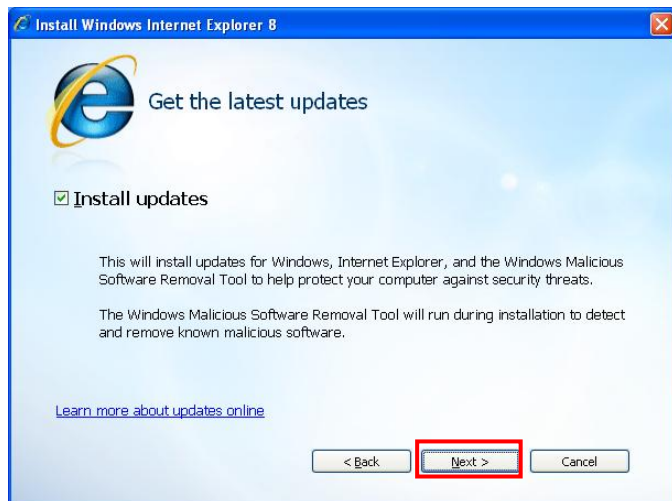 Install Windows Internet Explorer 8
Get the latest updates
Install updates
This will install updates for Windows, Internet Explorer, and the Windows Malicious
Software Removal Tool to help protect your computer against security threats.
The Windows Malicious Software Removal Tool will run during installation to detect
and remove known malicious software.
Learn more about updates online
< Back
Next >
Cancel